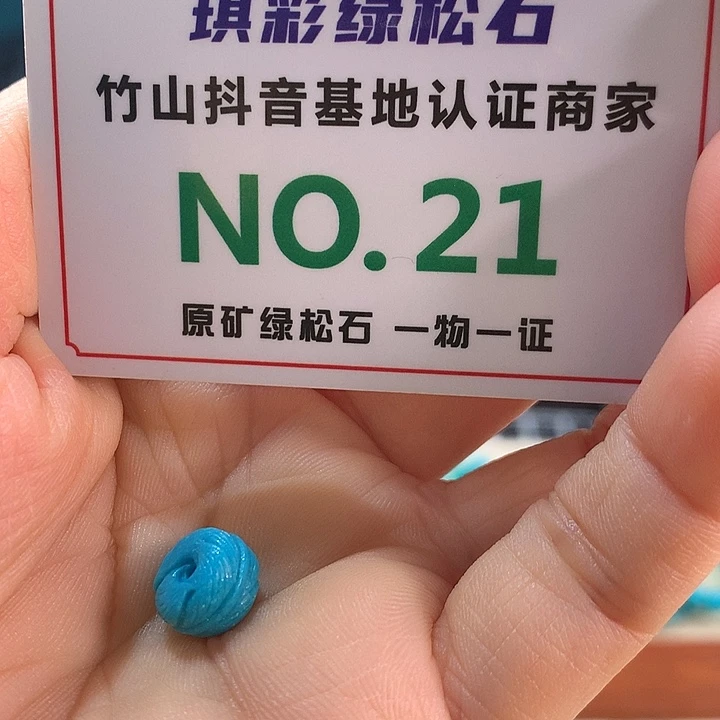 琪彩绿松石
竹山抖音基地认证商家
NO.21
原矿绿松石 一物一证